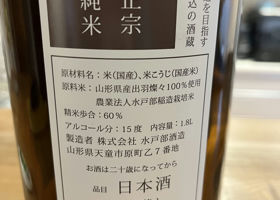 を目指す
込の酒蔵
正宗
純米
原材料名：米(国産)、米こうじ(国産米)
原料米：山形県産出羽燦々100%使用
農業法人水戸部稲造栽培米
精米歩合：60%
アルコール分：15度 内容量：1.8L
製造者 株式会社 水戸部酒造
山形県天童市原町乙7番地
お酒は二十歳になってから
品目 日本酒